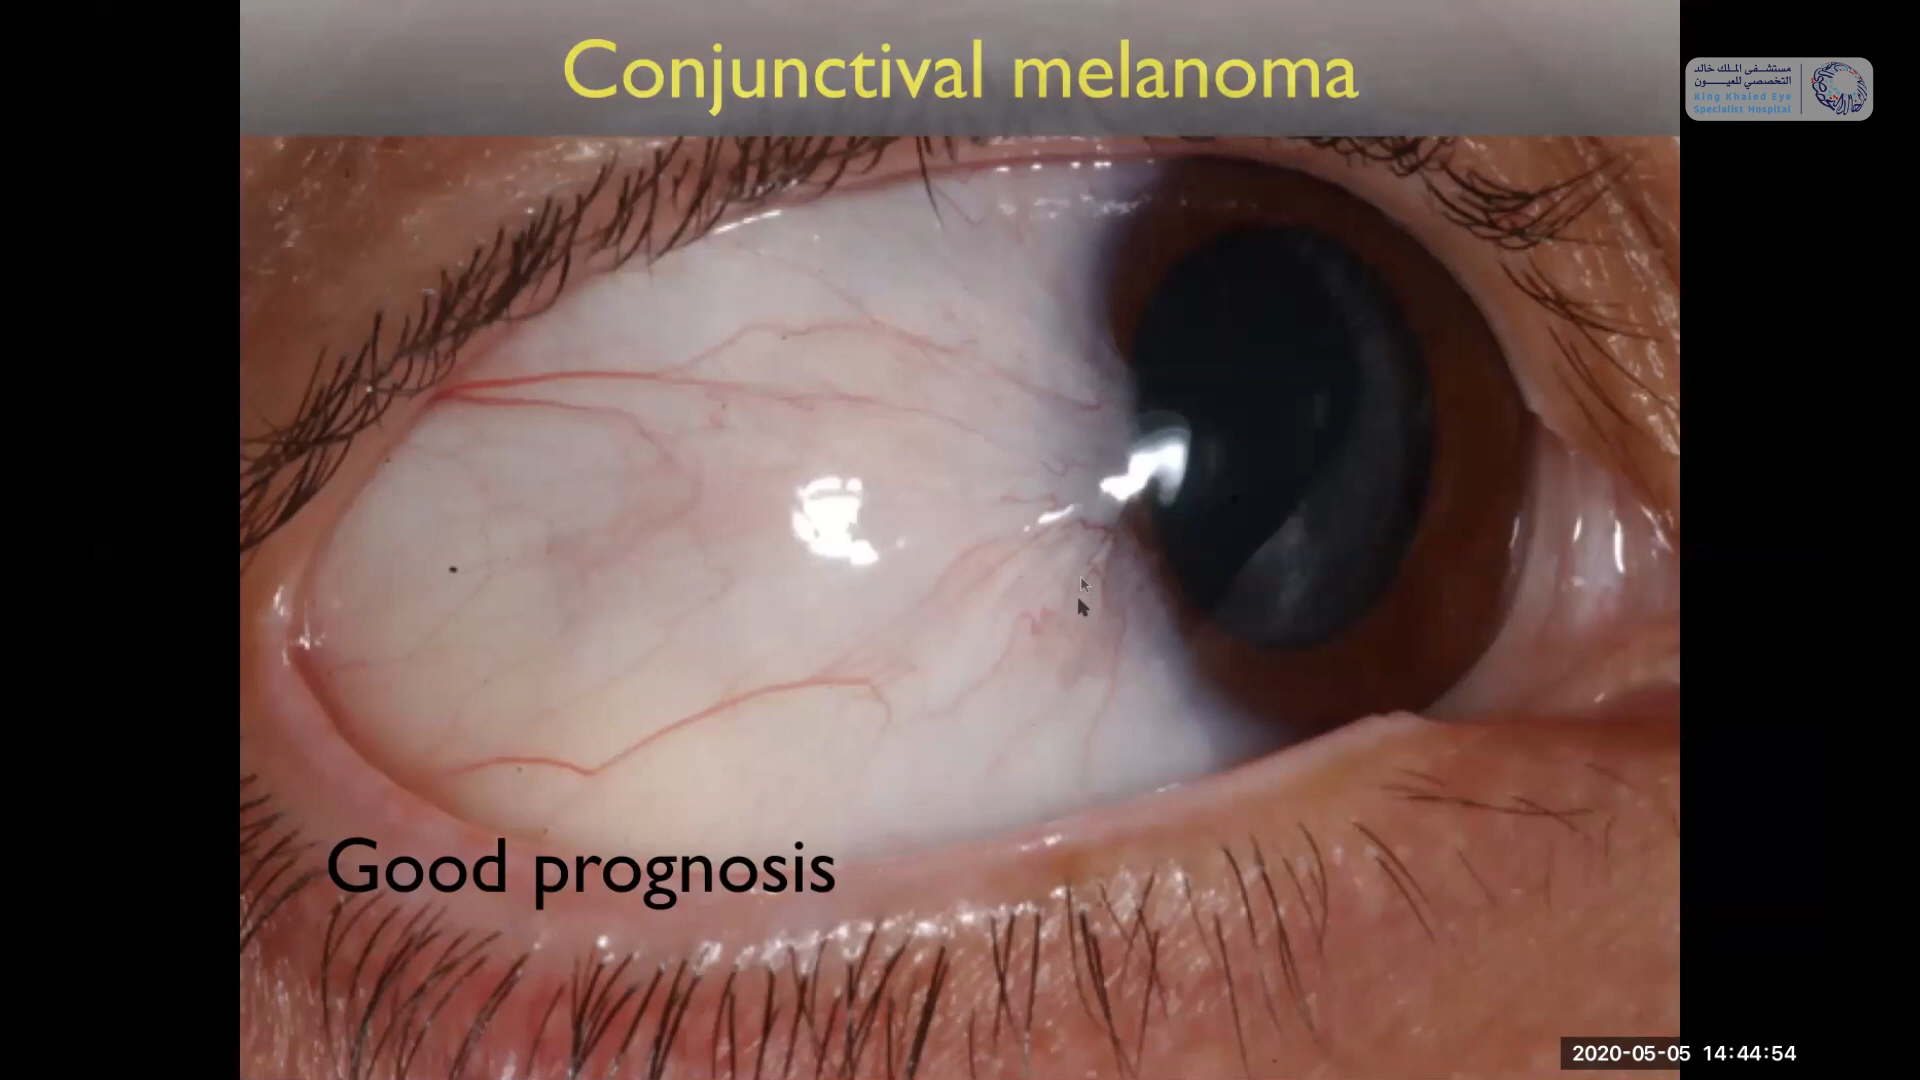 Conjunctival melanoma
مستشفى الملك خالد
التخصصي للعيون
King Khaled Eye
Specialist Hospital
Good prognosis
2020-05-05 14:44:54